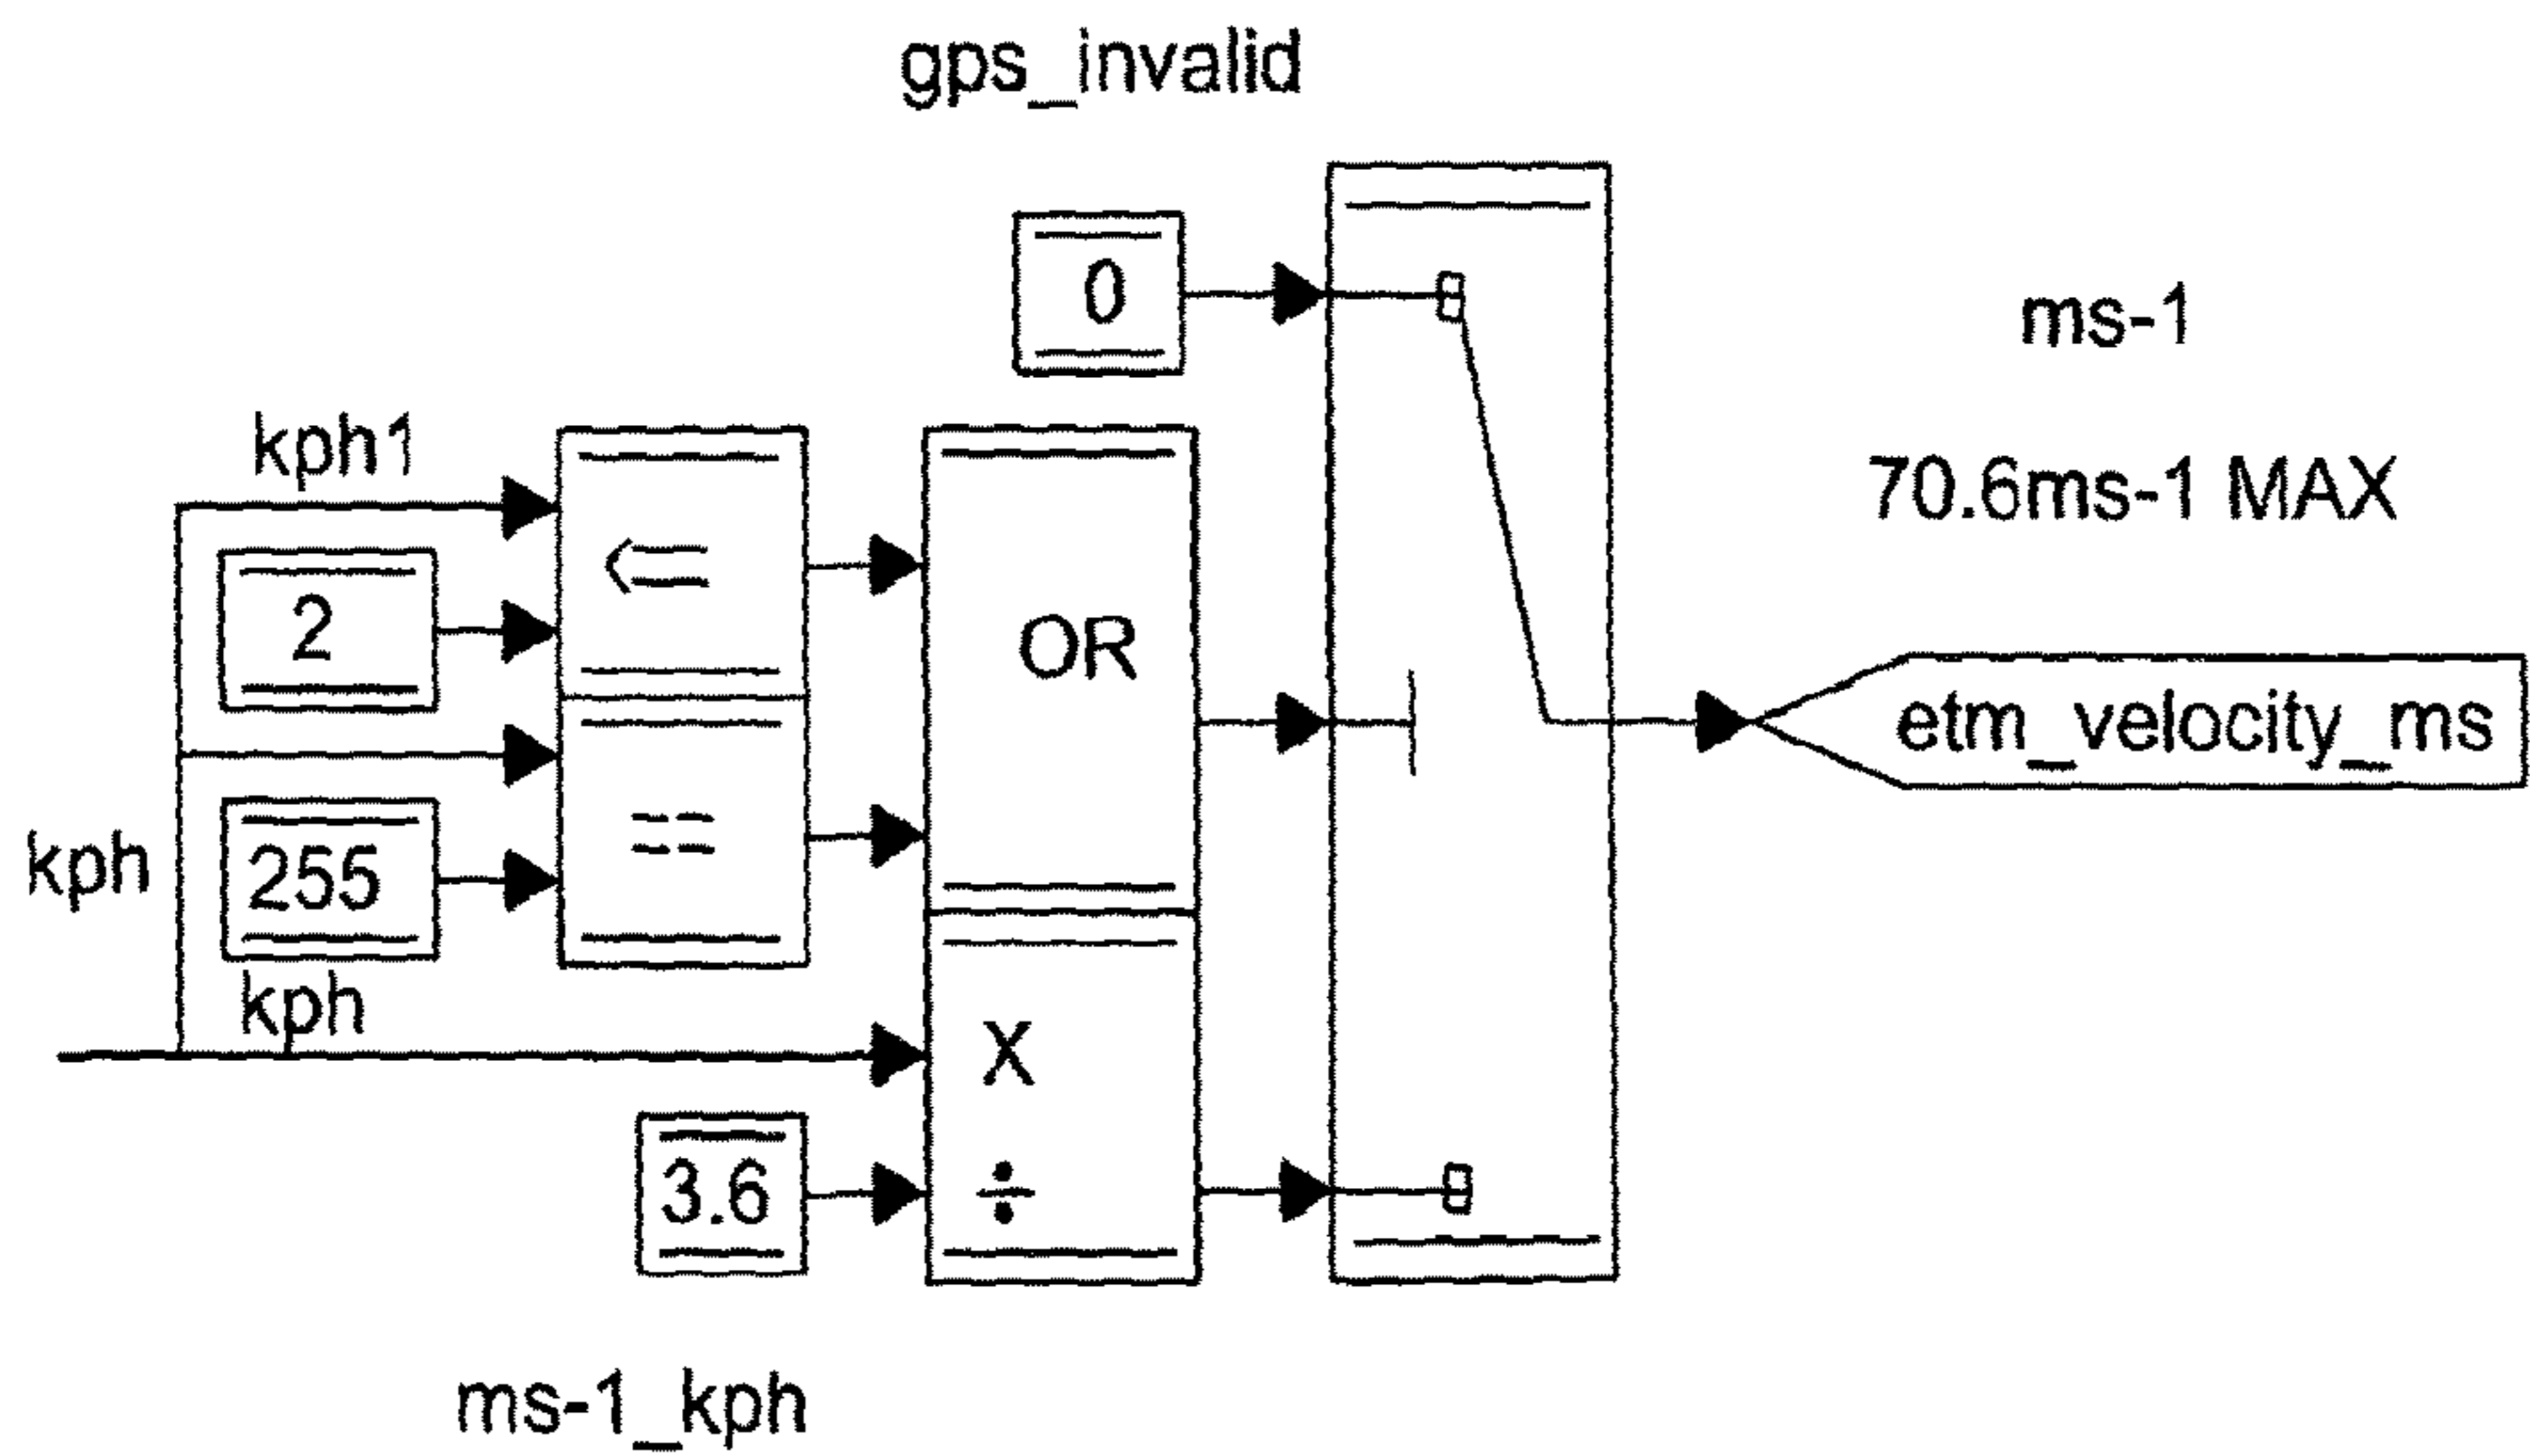 gps_invalid
0
ms-1
70.6ms-1 MAX
kph1
<=
2
OR
etm_velocity_ms
==
kph
255
kph
X
3.6
÷
ms-1_kph